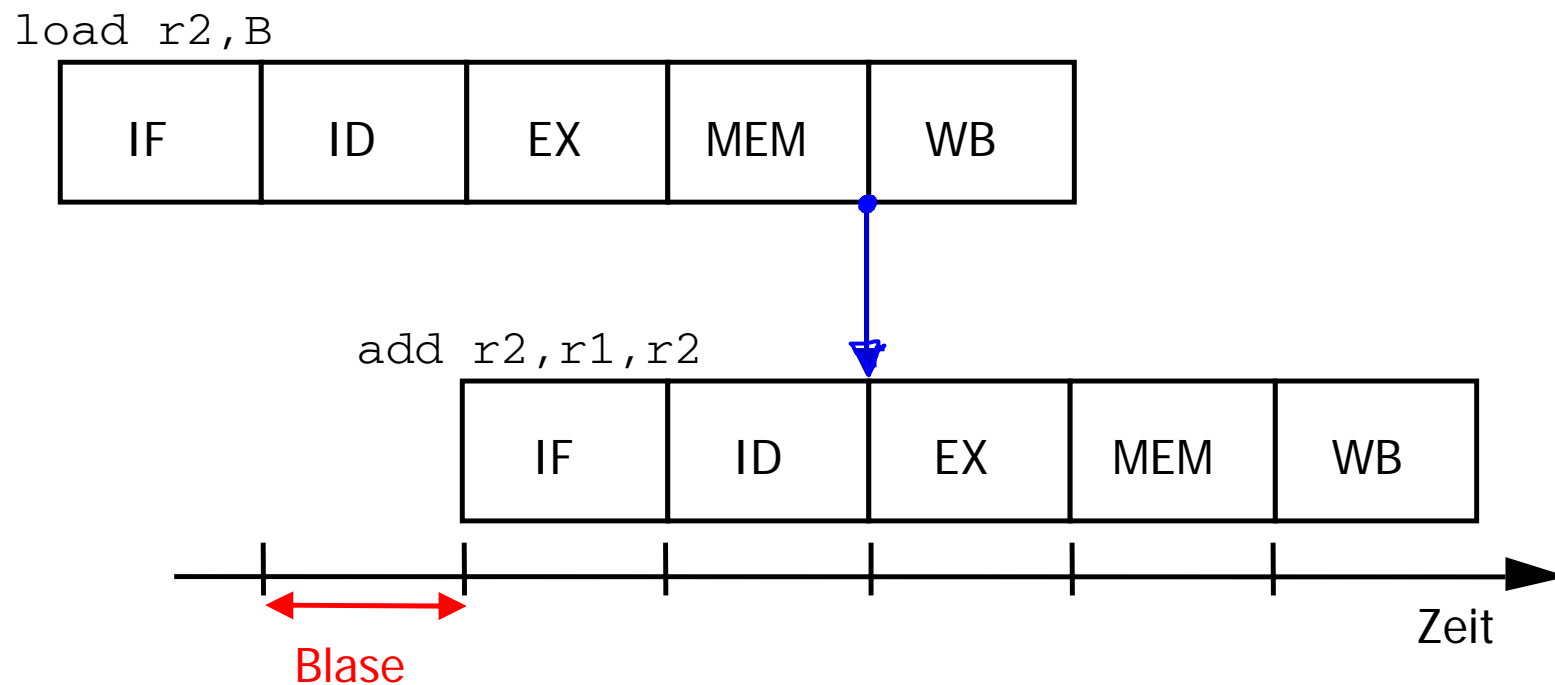 load r2,B
IF ID EX MEM WB
add r2,r1,r2
IF ID EX MEM WB
Zeit
Blase